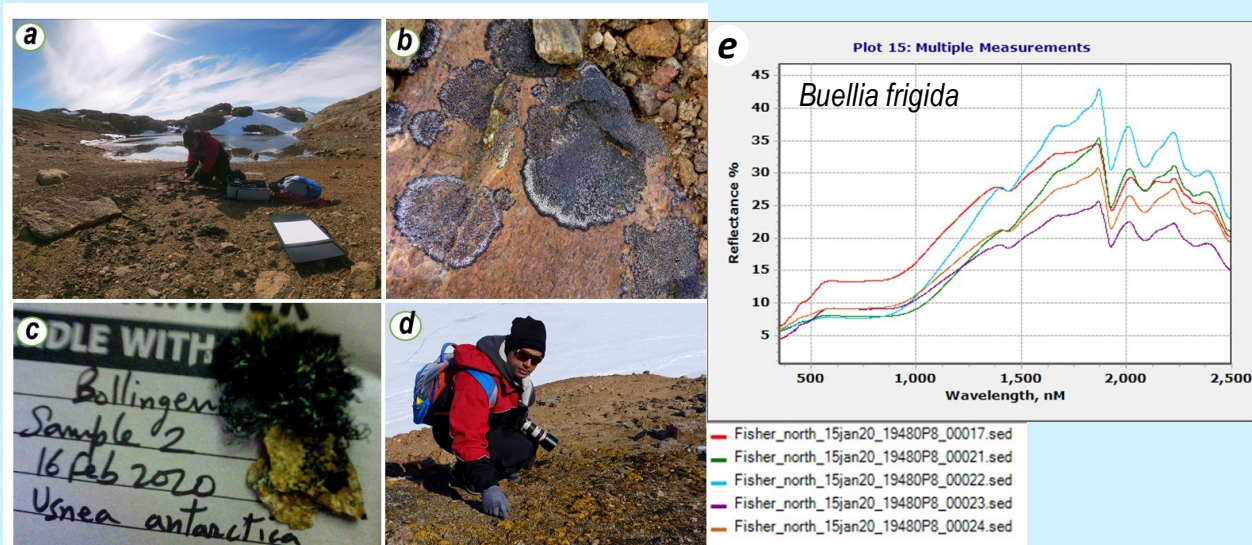 a
b
c
DLE WITH
Bollingen
Sample 2
16 Feb 2020
Usnea antarctica
d
e
Plot 15: Multiple Measurements
Buellia frigida
Reflectance %
45
40
35
30
25
20
15
10
5
500
1,000
1,500
2,000
2,500
Wavelength, nM
Fisher_north_15jan20_19480P8_00017.sed
Fisher_north_15jan20_19480P8_00021.sed
Fisher_north_15jan20_19480P8_00022.sed
Fisher_north_15jan20_19480P8_00023.sed
Fisher_north_15jan20_19480P8_00024.sed